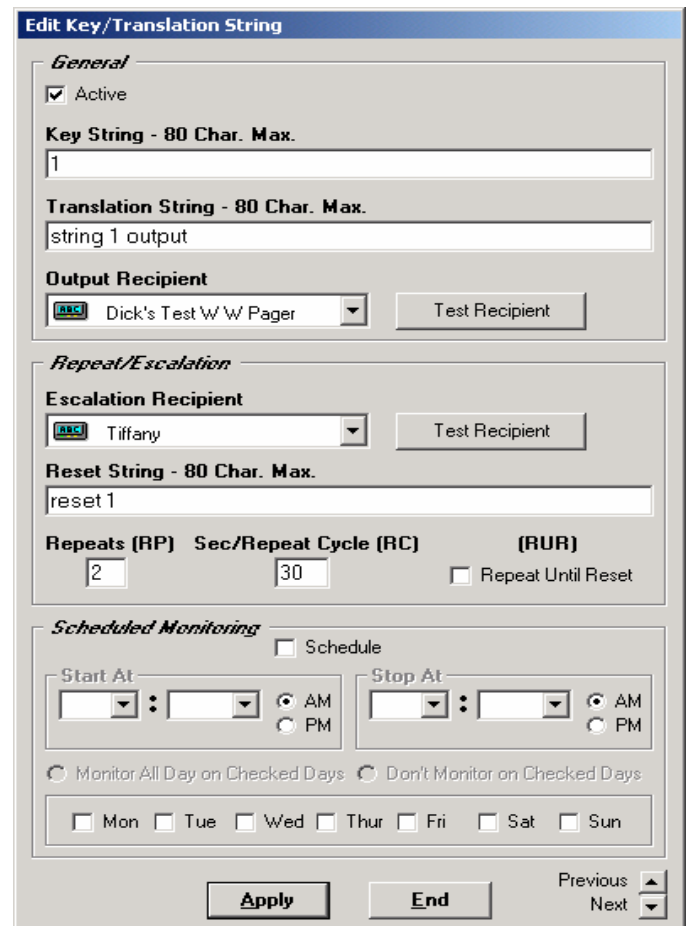 Edit Key/Translation String
General
Active
Key String - 80 Char. Max.
1
Translation String - 80 Char. Max.
string 1 output
Output Recipient
ABC Dick's Test W W Pager Test Recipient
Repeat/Escalation
Escalation Recipient
ABC Tiffany Test Recipient
Reset String - 80 Char. Max.
reset 1
Repeats (RP) Sec/Repeat Cycle (RC) (RUR)
2 30 Repeat Until Reset
Scheduled Monitoring
Schedule
Start At Stop At
: AM : AM
PM PM
Monitor All Day on Checked Days Don't Monitor on Checked Days
Mon Tue Wed Thur Fri Sat Sun
Apply End Previous
Next